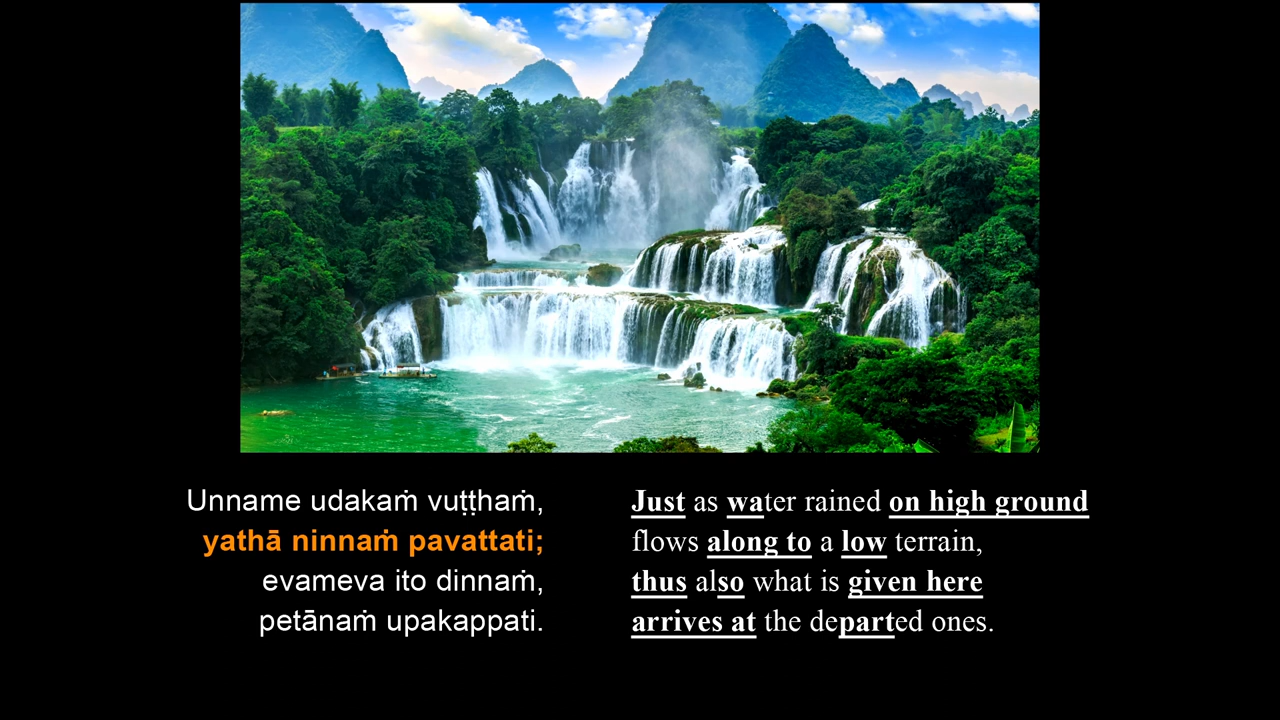 Unname udakaṁ vuṭṭhaṁ,
yathā ninnaṁ pavattati;
evameva ito dinnaṁ,
petānaṁ upakappati.
Just as water rained on high ground
flows along to a low terrain,
thus also what is given here
arrives at the departed ones.